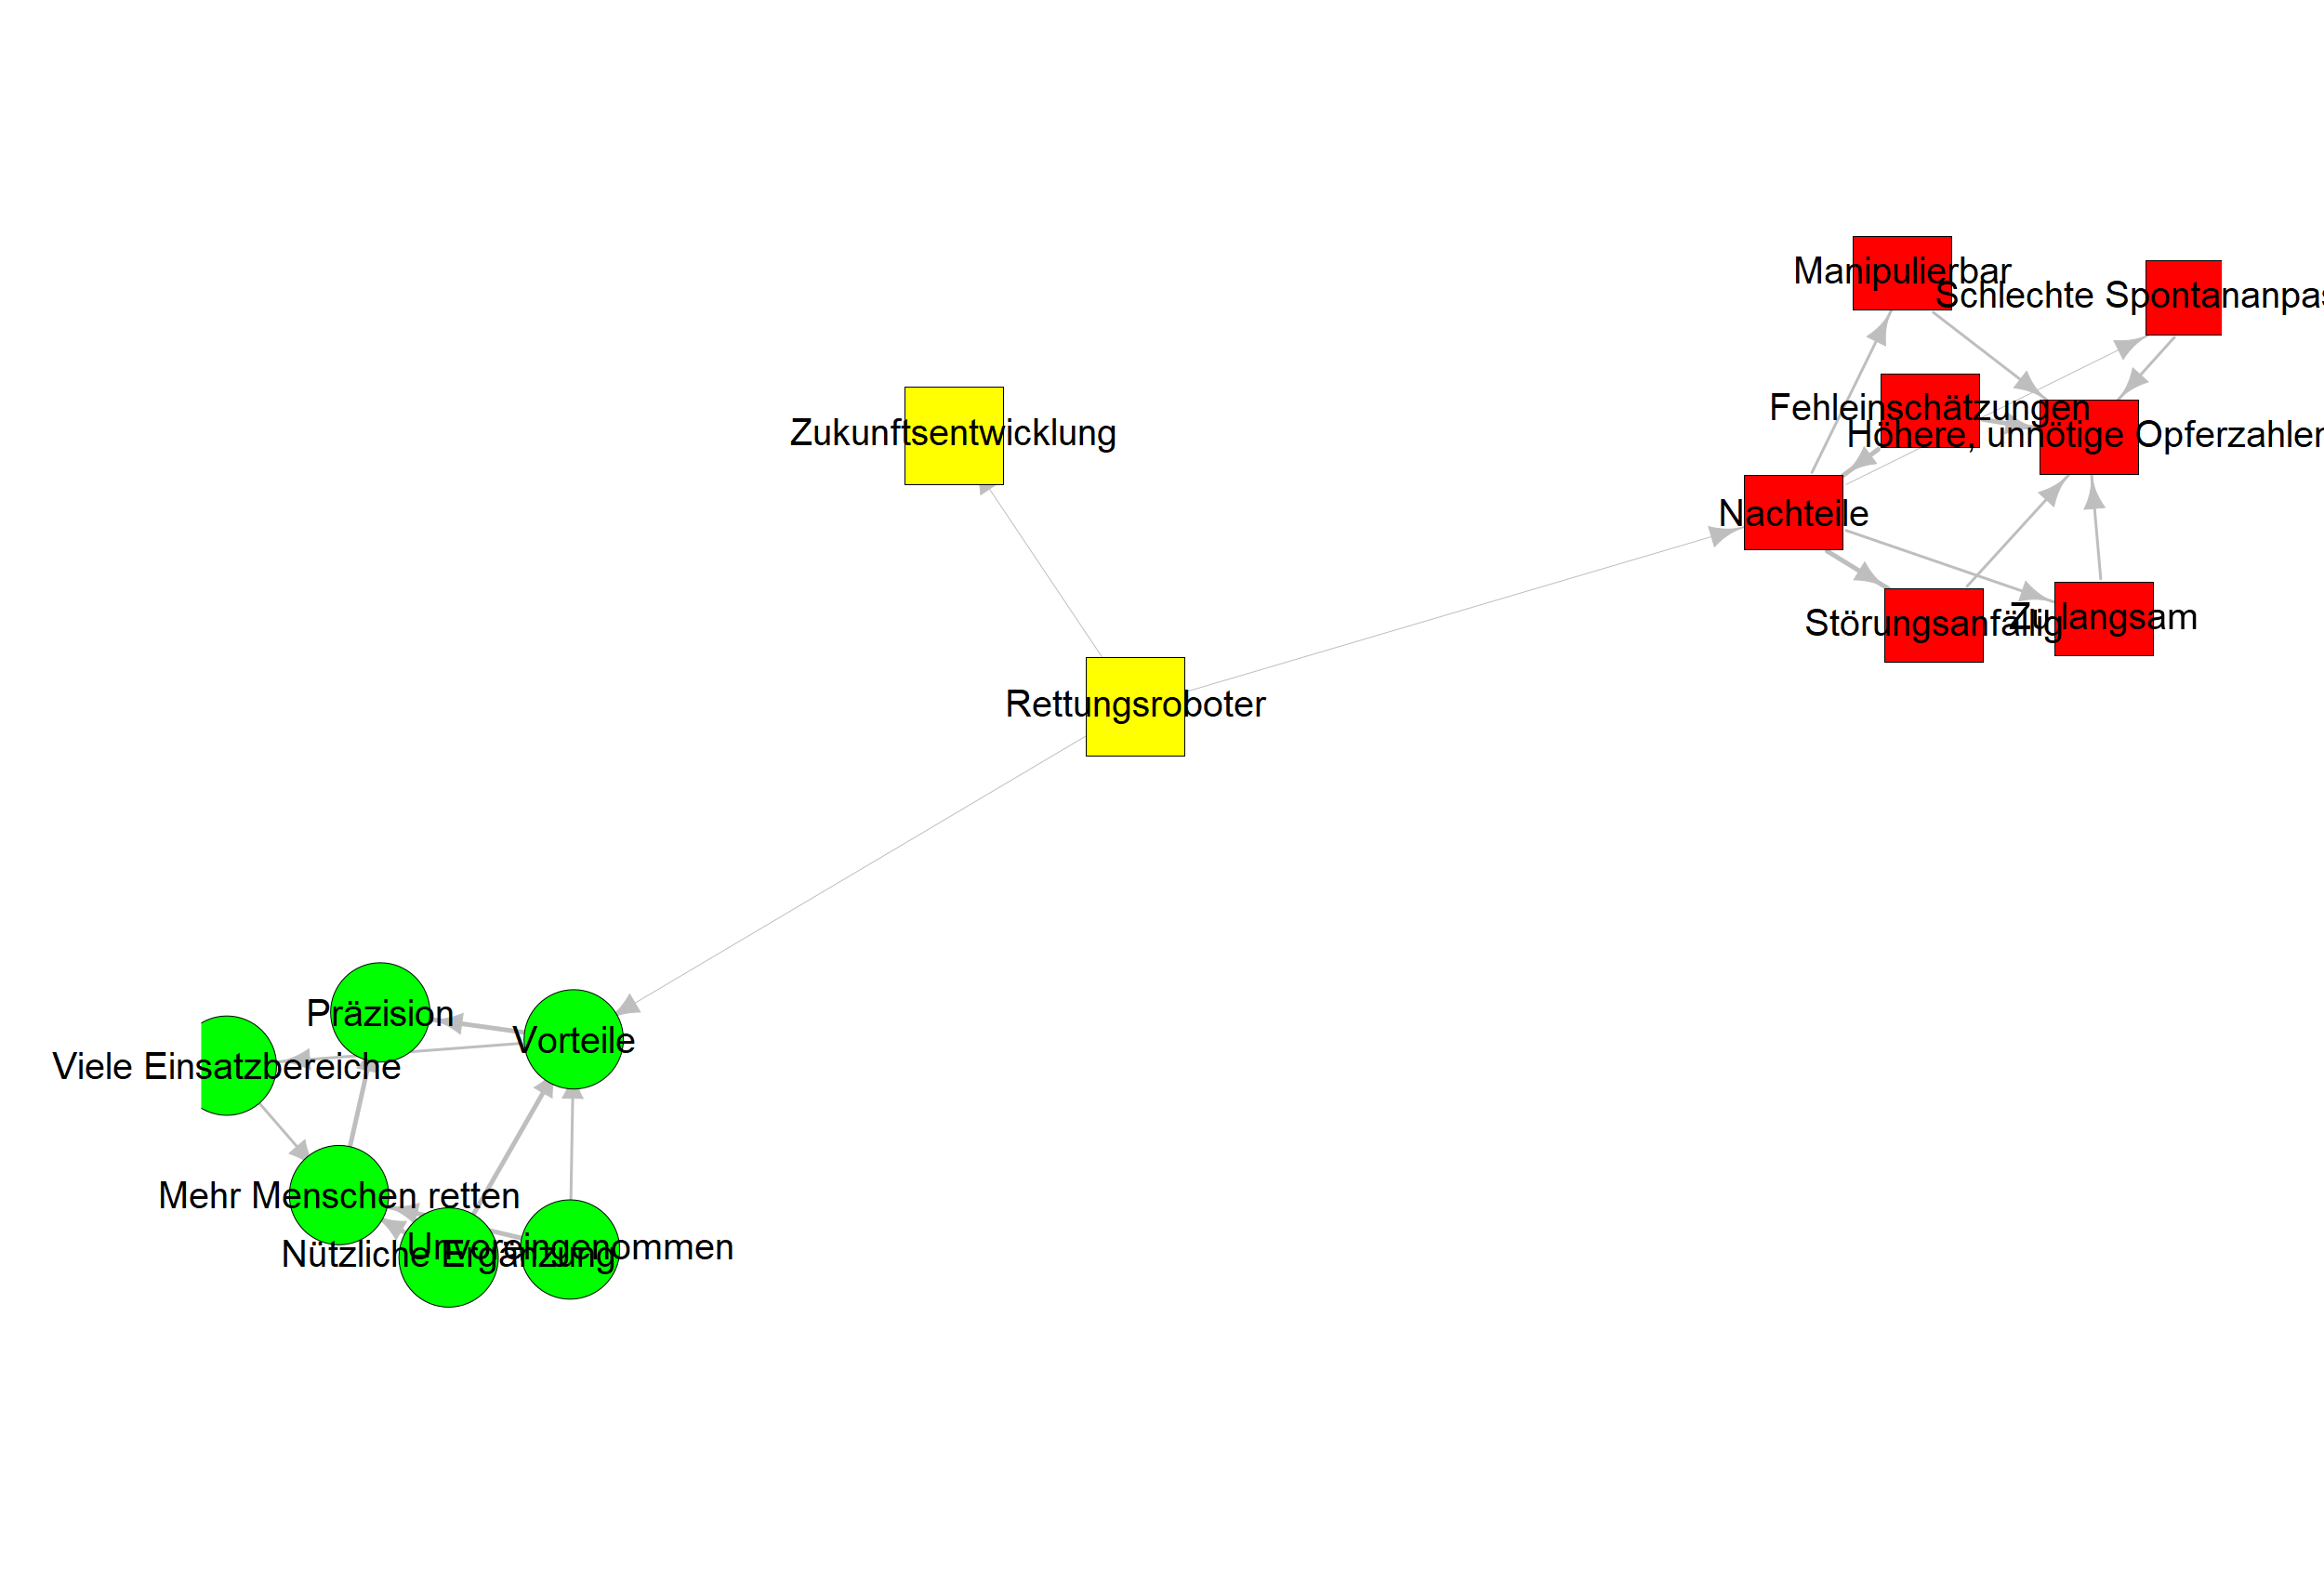 Manipulierbar
Schlechte Spontananpas
Zukunftsentwicklung
Fehleinschätzungen
Höhere, unnötige Opferzahlen
Nachteile
Störungsanfällig
Zu langsam
Rettungsroboter
Präzision
Vorteile
Viele Einsatzbereiche
Mehr Menschen retten
Unvoreingenommen
Nützliche Ergänzung